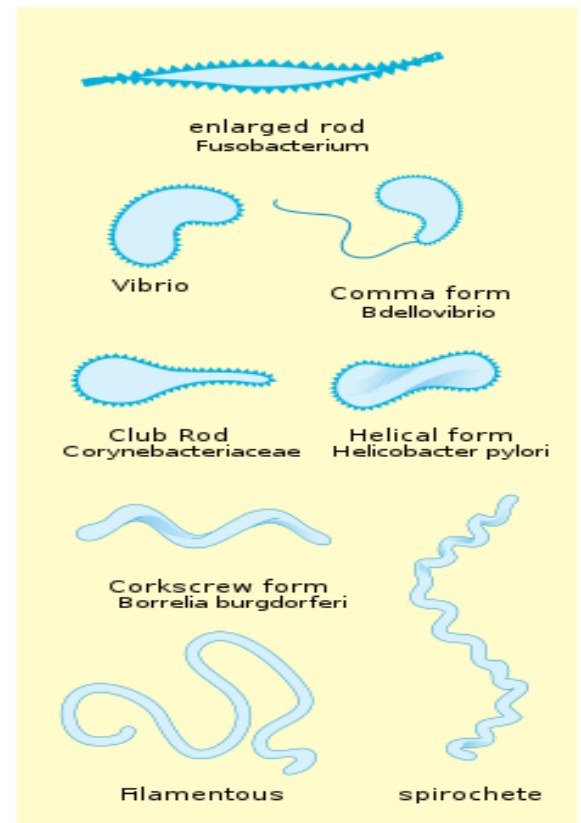 enlarged rod
Fusobacterium
Vibrio
Comma form
Bdellovibrio
Club Rod
Corynebacteriaceae
Helical form
Helicobacter pylori
Corkscrew form
Borrelia burgdorferi
Filamentous
spirochete